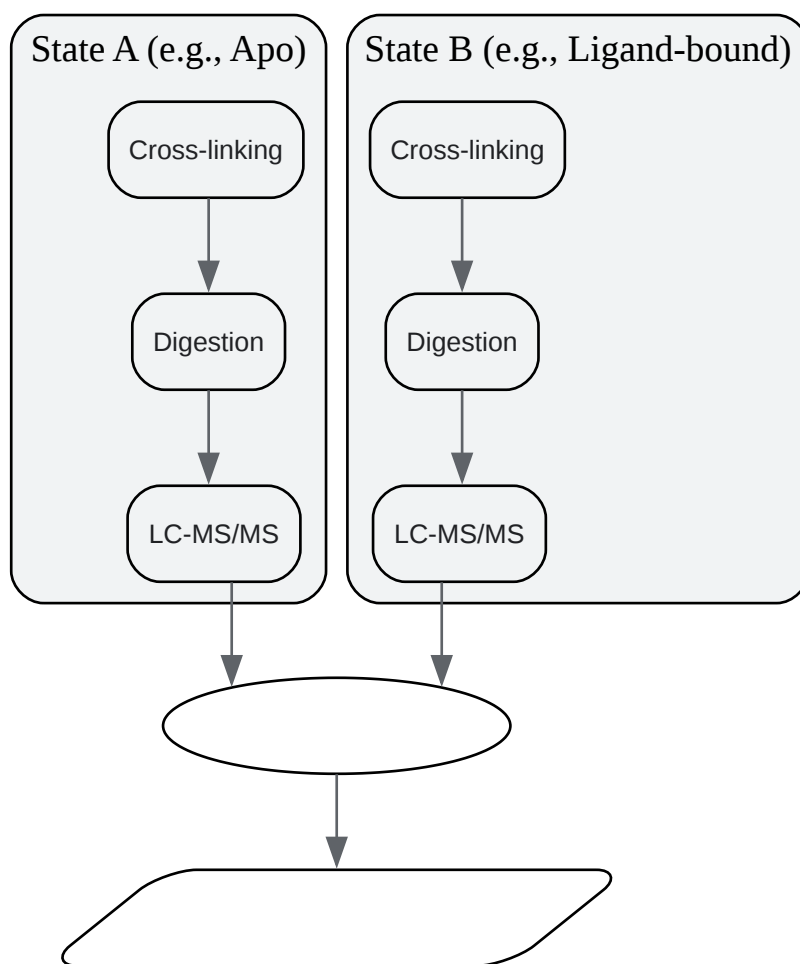 State A (e.g., Apo)
State B (e.g., Ligand-bound)
Cross-linking
Cross-linking
Digestion
Digestion
LC-MS/MS
LC-MS/MS